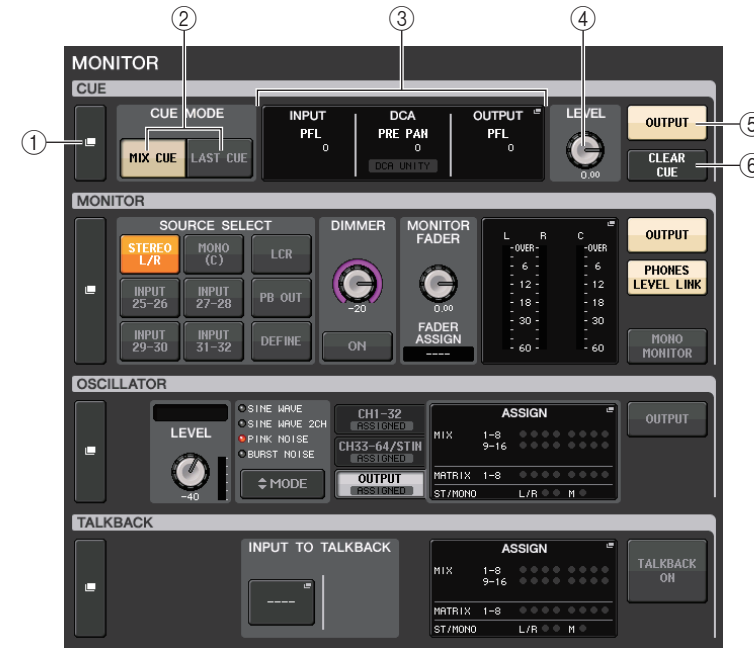 ② ③ ④
MONITOR
CUE
①
CUE MODE
MIX CUE LAST CUE
INPUT DCA OUTPUT
PFL PRE PAN PFL
0 0 0
DCA UNITY
LEVEL
0.00
OUTPUT ⑤
CLEAR CUE ⑥
MONITOR
SOURCE SELECT
STEREO L/R MONO (C) LCR
INPUT 25-26 INPUT 27-28 PB OUT
INPUT 29-30 INPUT 31-32 DEFINE
DIMMER
-20
ON
MONITOR FADER
0.00
FADER ASSIGN
----
L R C
-OVER- -OVER
- 6 - - 6
- 12 - - 12
- 18 - - 18
- 30 - - 30
- 60 - - 60
OUTPUT
PHONES LEVEL LINK
MONO MONITOR
OSCILLATOR
LEVEL
-40
SINE WAVE
SINE WAVE 2CH
PINK NOISE
BURST NOISE
MODE
CH1-32
ASSIGNED
CH33-64/STIN
ASSIGNED
OUTPUT
ASSIGNED
ASSIGN
MIX 1-8
9-16
MATRIX 1-8
ST/MONO L/R M
OUTPUT
TALKBACK
INPUT TO TALKBACK
----
ASSIGN
MIX 1-8
9-16
MATRIX 1-8
ST/MONO L/R M
TALKBACK ON